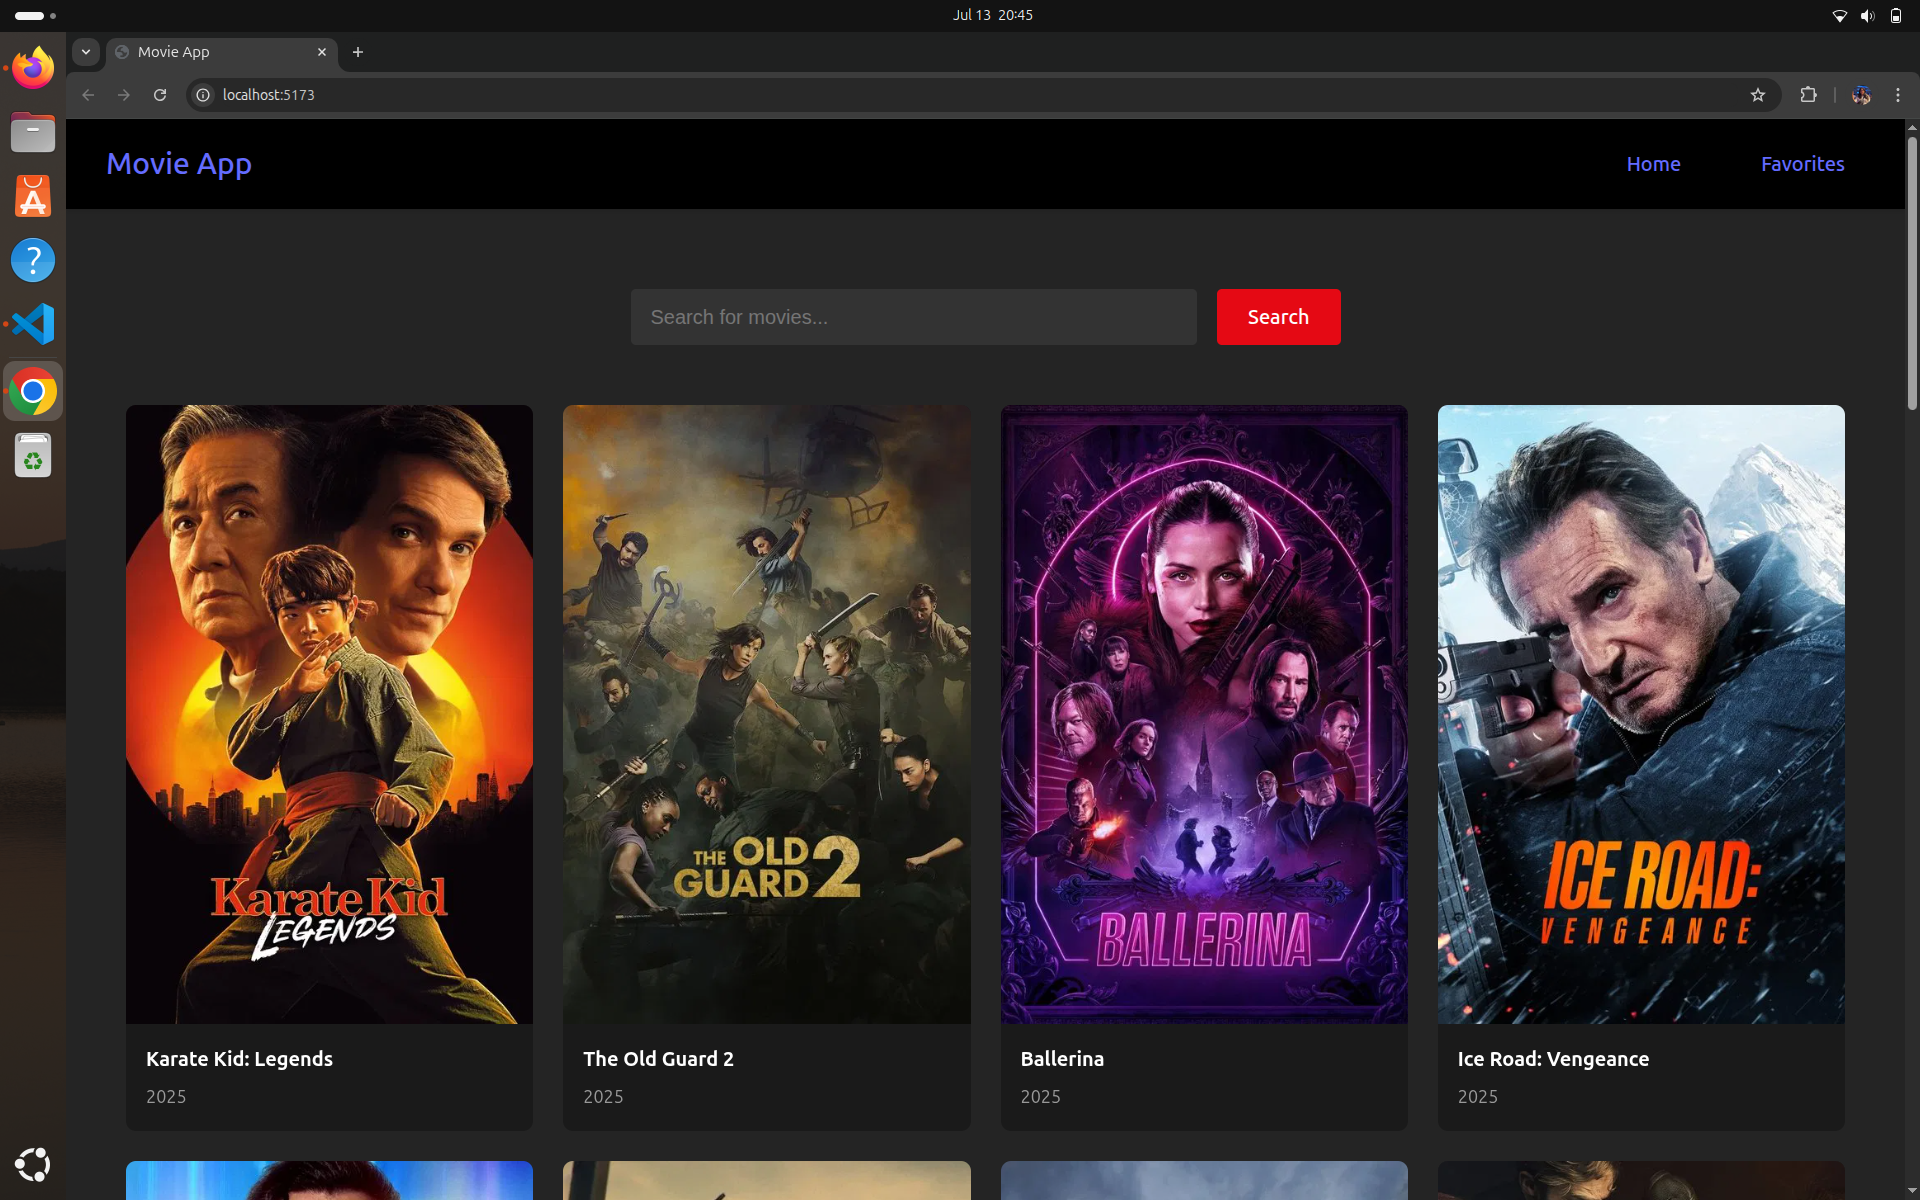 Jul 13 20:45
Movie App
localhost:5173
Movie App
Home
Favorites
Search for movies...
Search
Karate Kid
LEGENDS
THE OLD
GUARD 2
BALLERINA
ICE ROAD:
VENGEANCE
Karate Kid: Legends
2025
The Old Guard 2
2025
Ballerina
2025
Ice Road: Vengeance
2025